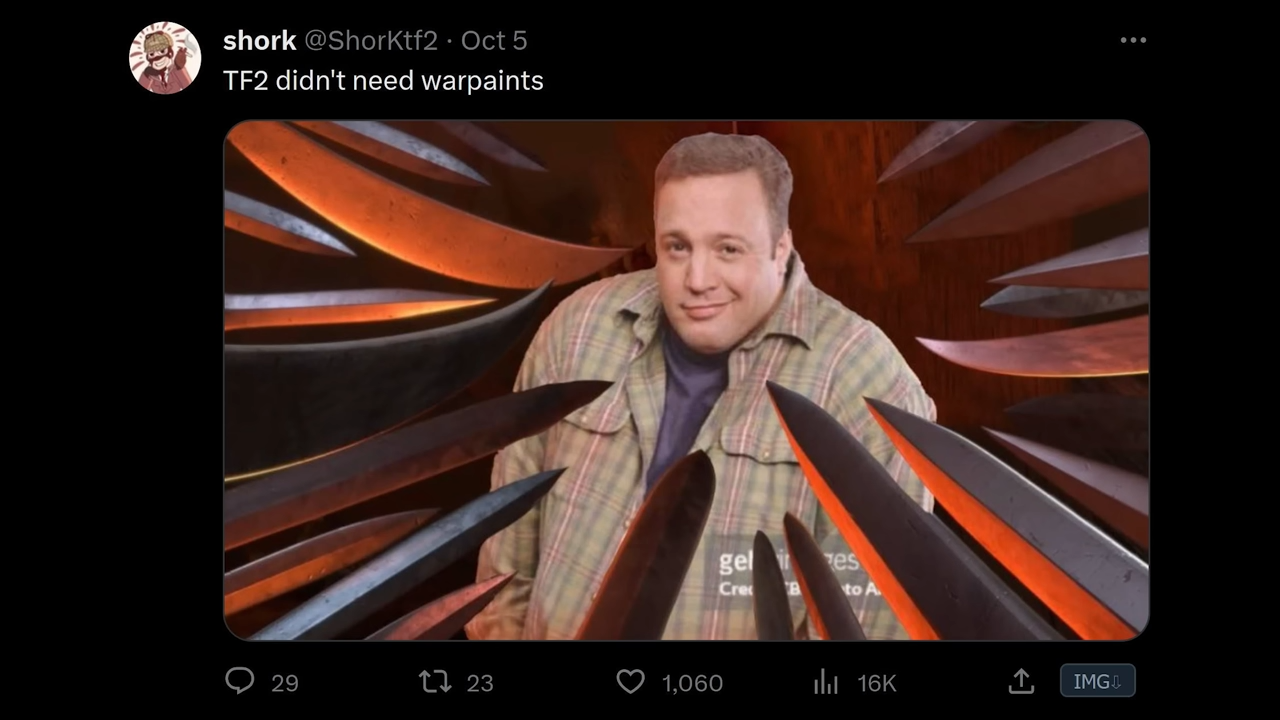 shork @ShorKtf2 · Oct 5
TF2 didn't need warpaints
29
23
1,060
16K
IMG